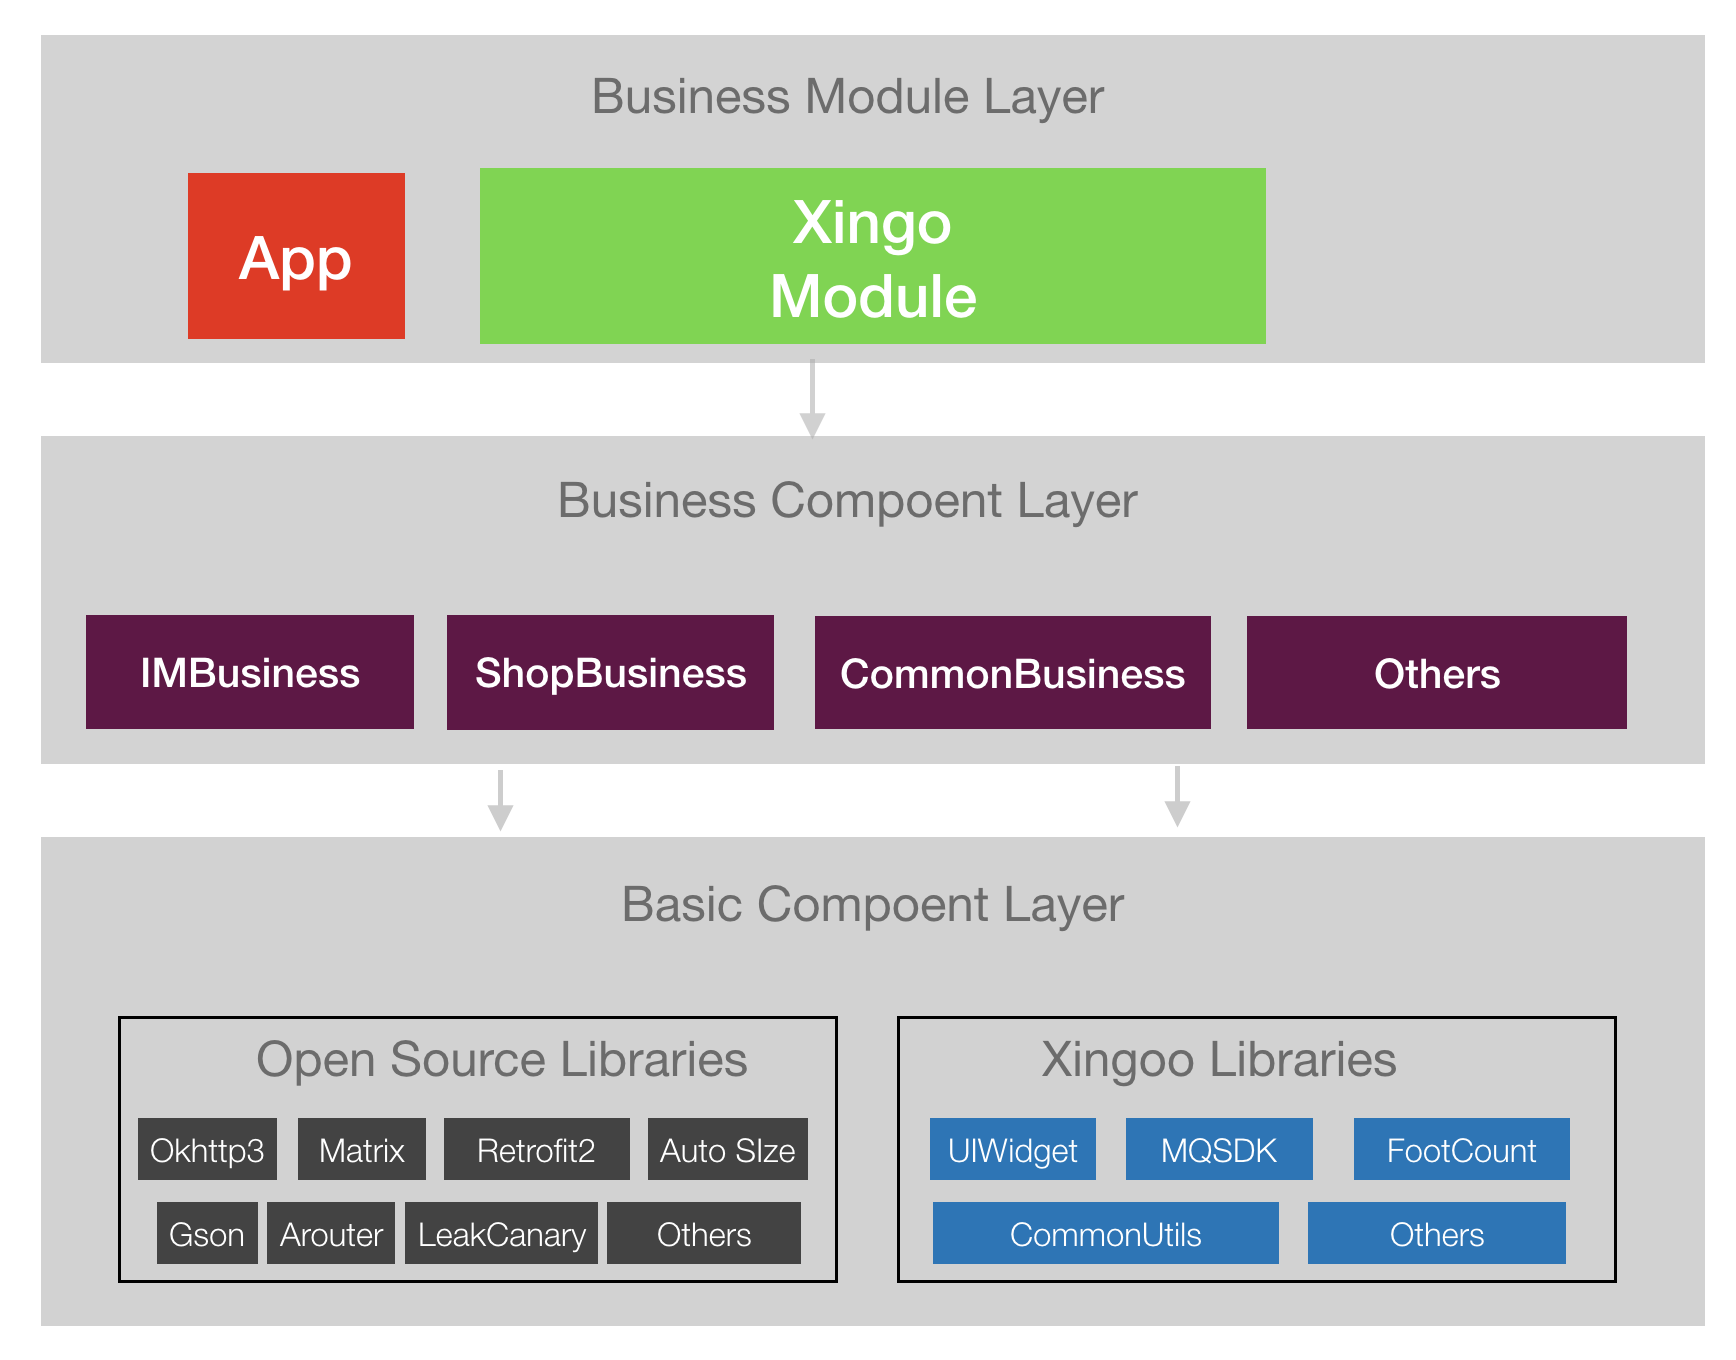 Business Module Layer
App
Xingo
Module
Business Compoent Layer
IMBusiness
ShopBusiness
CommonBusiness
Others
Basic Compoent Layer
Open Source Libraries
Okhttp3
Matrix
Retrofit2
Auto SIze
Gson
Arouter
LeakCanary
Others
Xingoo Libraries
UIWidget
MQSDK
FootCount
CommonUtils
Others